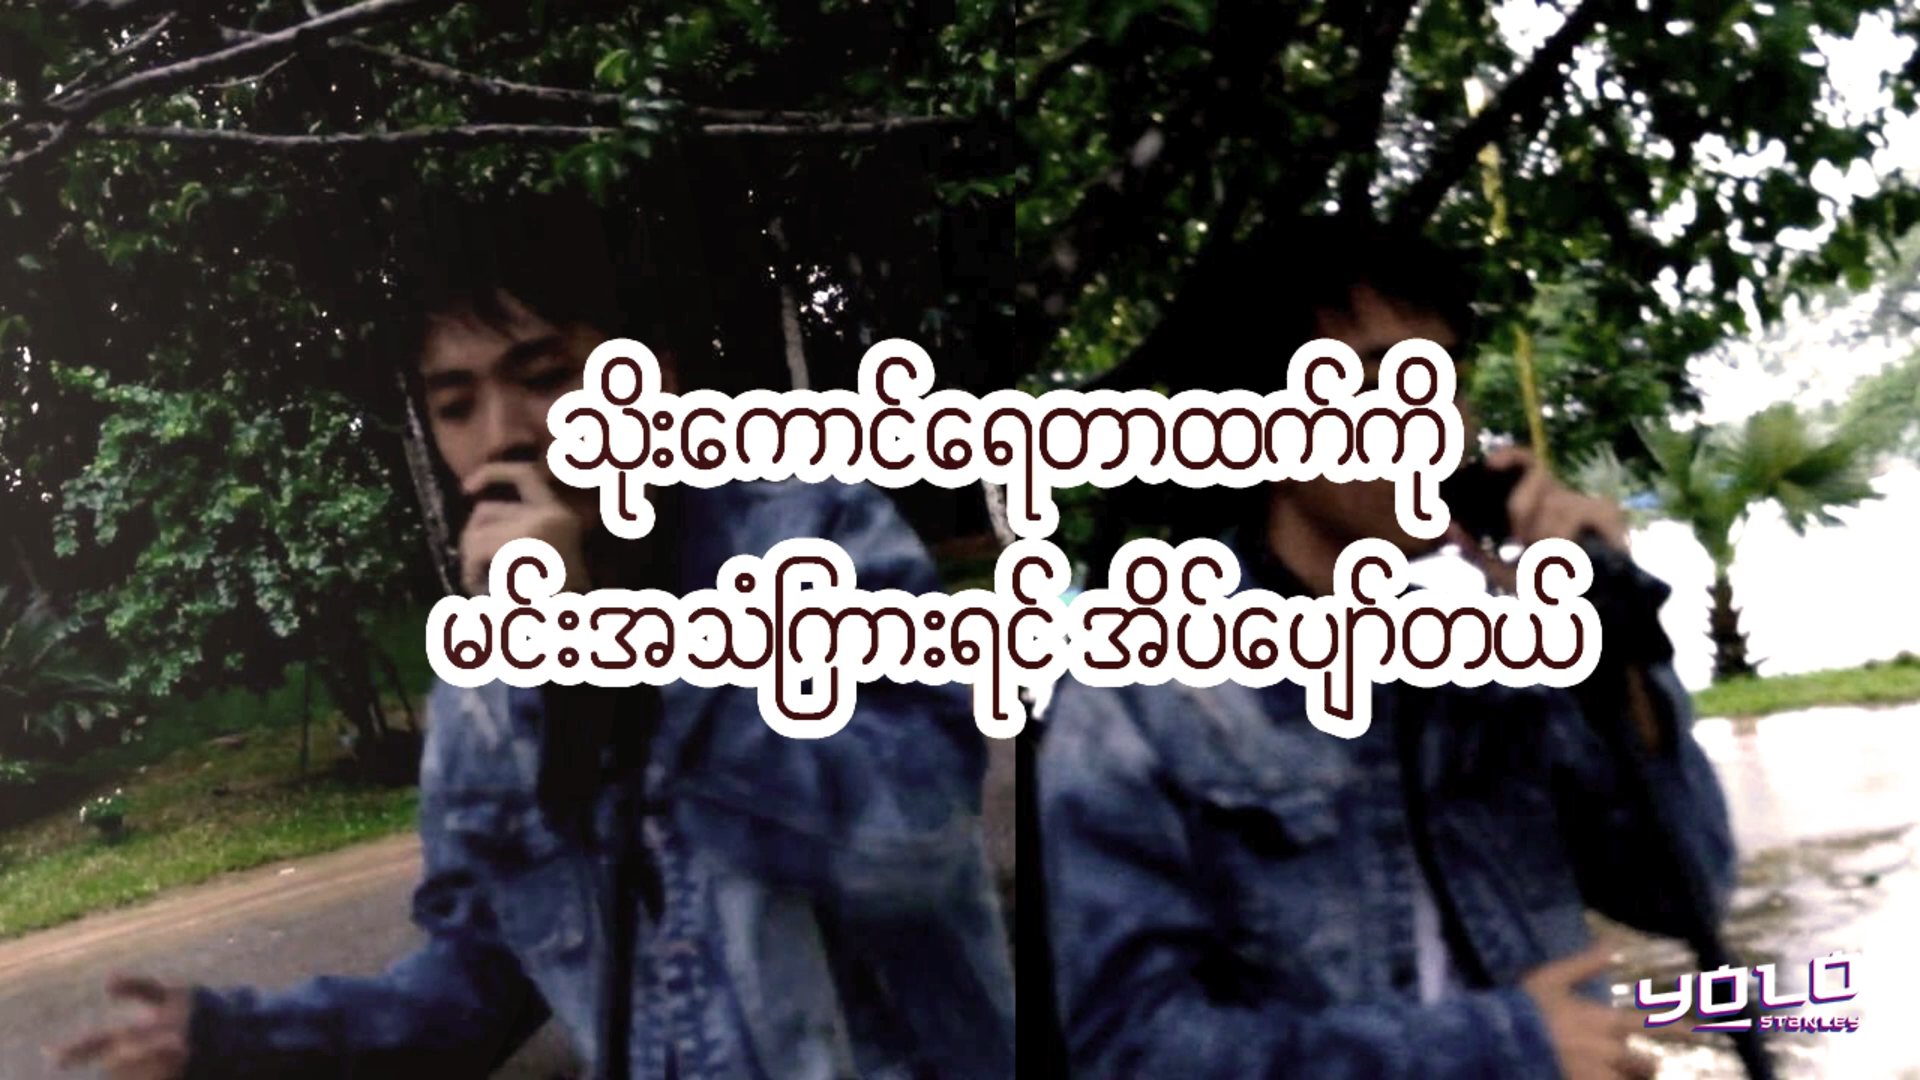 သိုးကောင်ရေတာထက်ကို
မင်းအသံကြားရင် အိပ်ပျော်တယ်
YOLO
STANLEY